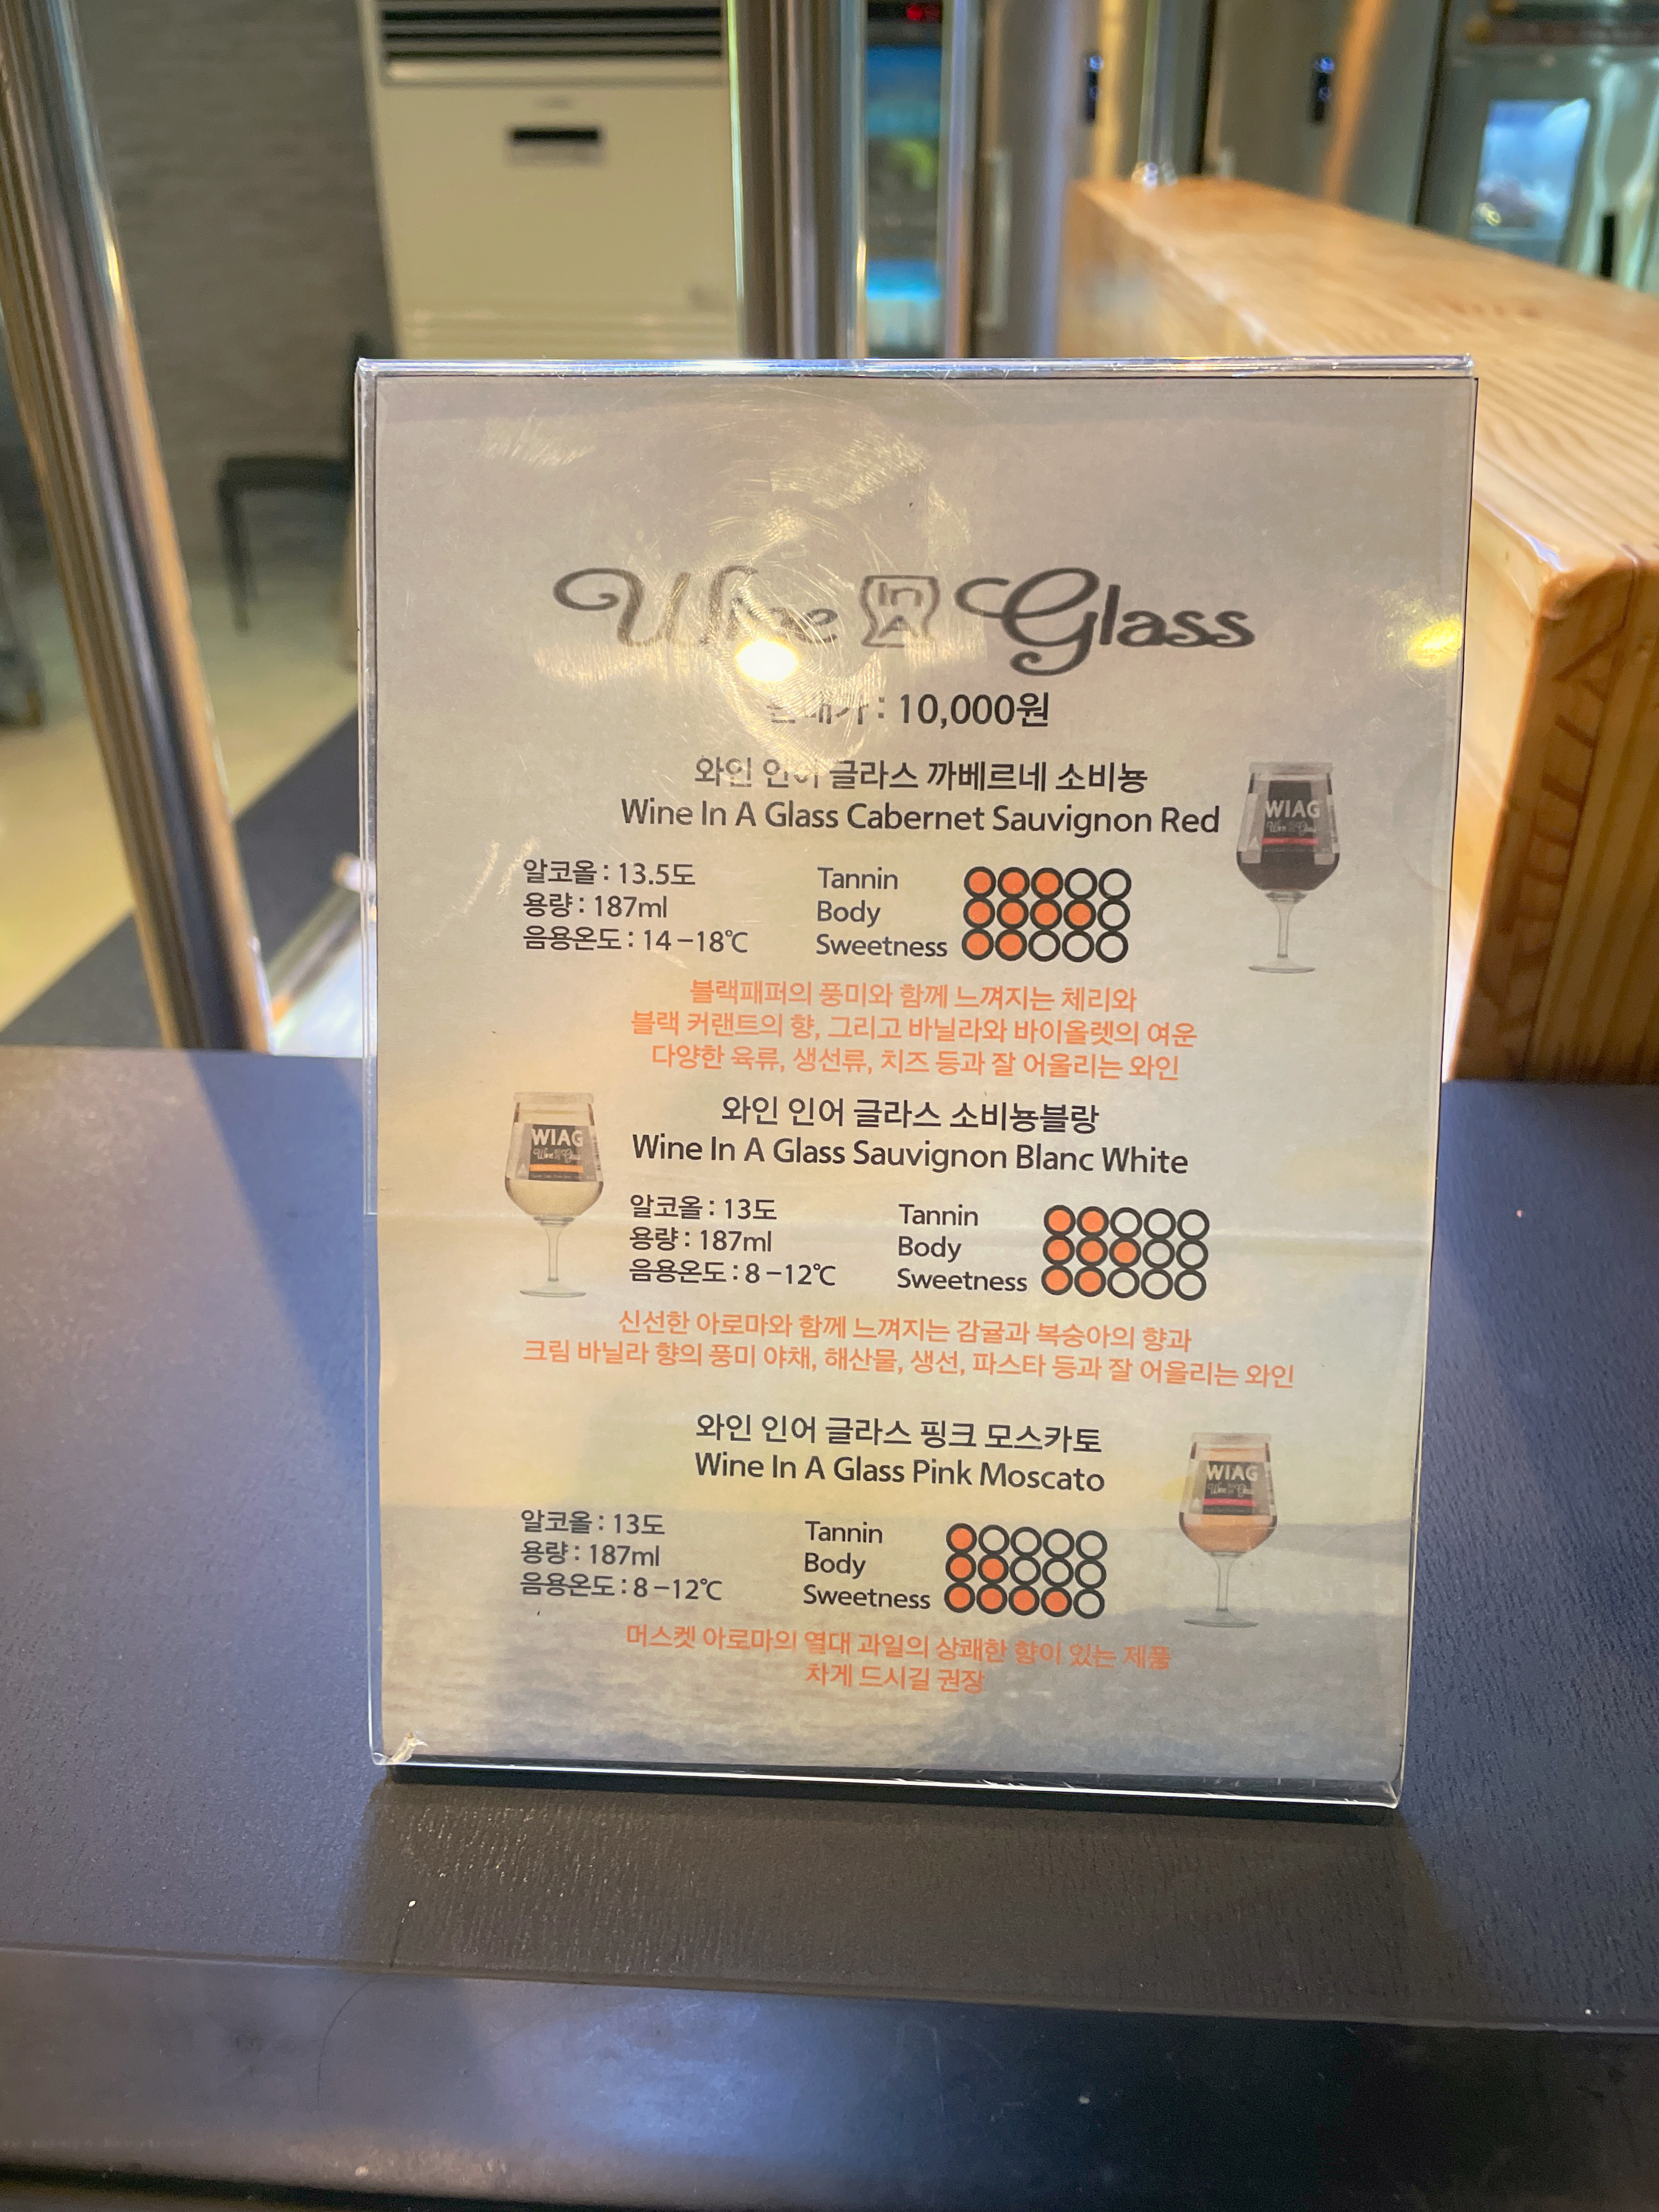 Wine In A Glass
판매가 : 10,000원
와인 인어 글라스 까베르네 소비뇽
Wine In A Glass Cabernet Sauvignon Red
WIAG
알코올 : 13.5도
용량 : 187ml
음용온도 : 14 –18℃
Tannin
Body
Sweetness
블랙패퍼의 풍미와 함께 느껴지는 체리와
블랙 커랜트의 향, 그리고 바닐라와 바이올렛의 여운
다양한 육류, 생선류, 치즈 등과 잘 어울리는 와인
와인 인어 글라스 소비뇽블랑
Wine In A Glass Sauvignon Blanc White
WIAG
알코올 : 13도
용량 : 187ml
음용온도 : 8 –12℃
Tannin
Body
Sweetness
신선한 아로마와 함께 느껴지는 감귤과 복숭아의 향과
크림 바닐라 향의 풍미 야채, 해산물, 생선, 파스타 등과 잘 어울리는 와인
와인 인어 글라스 핑크 모스카토
Wine In A Glass Pink Moscato
WIAG
알코올 : 13도
용량 : 187ml
음용온도 : 8 –12℃
Tannin
Body
Sweetness
머스켓 아로마의 열대 과일의 상쾌한 향이 있는 제품
차게 드시길 권장